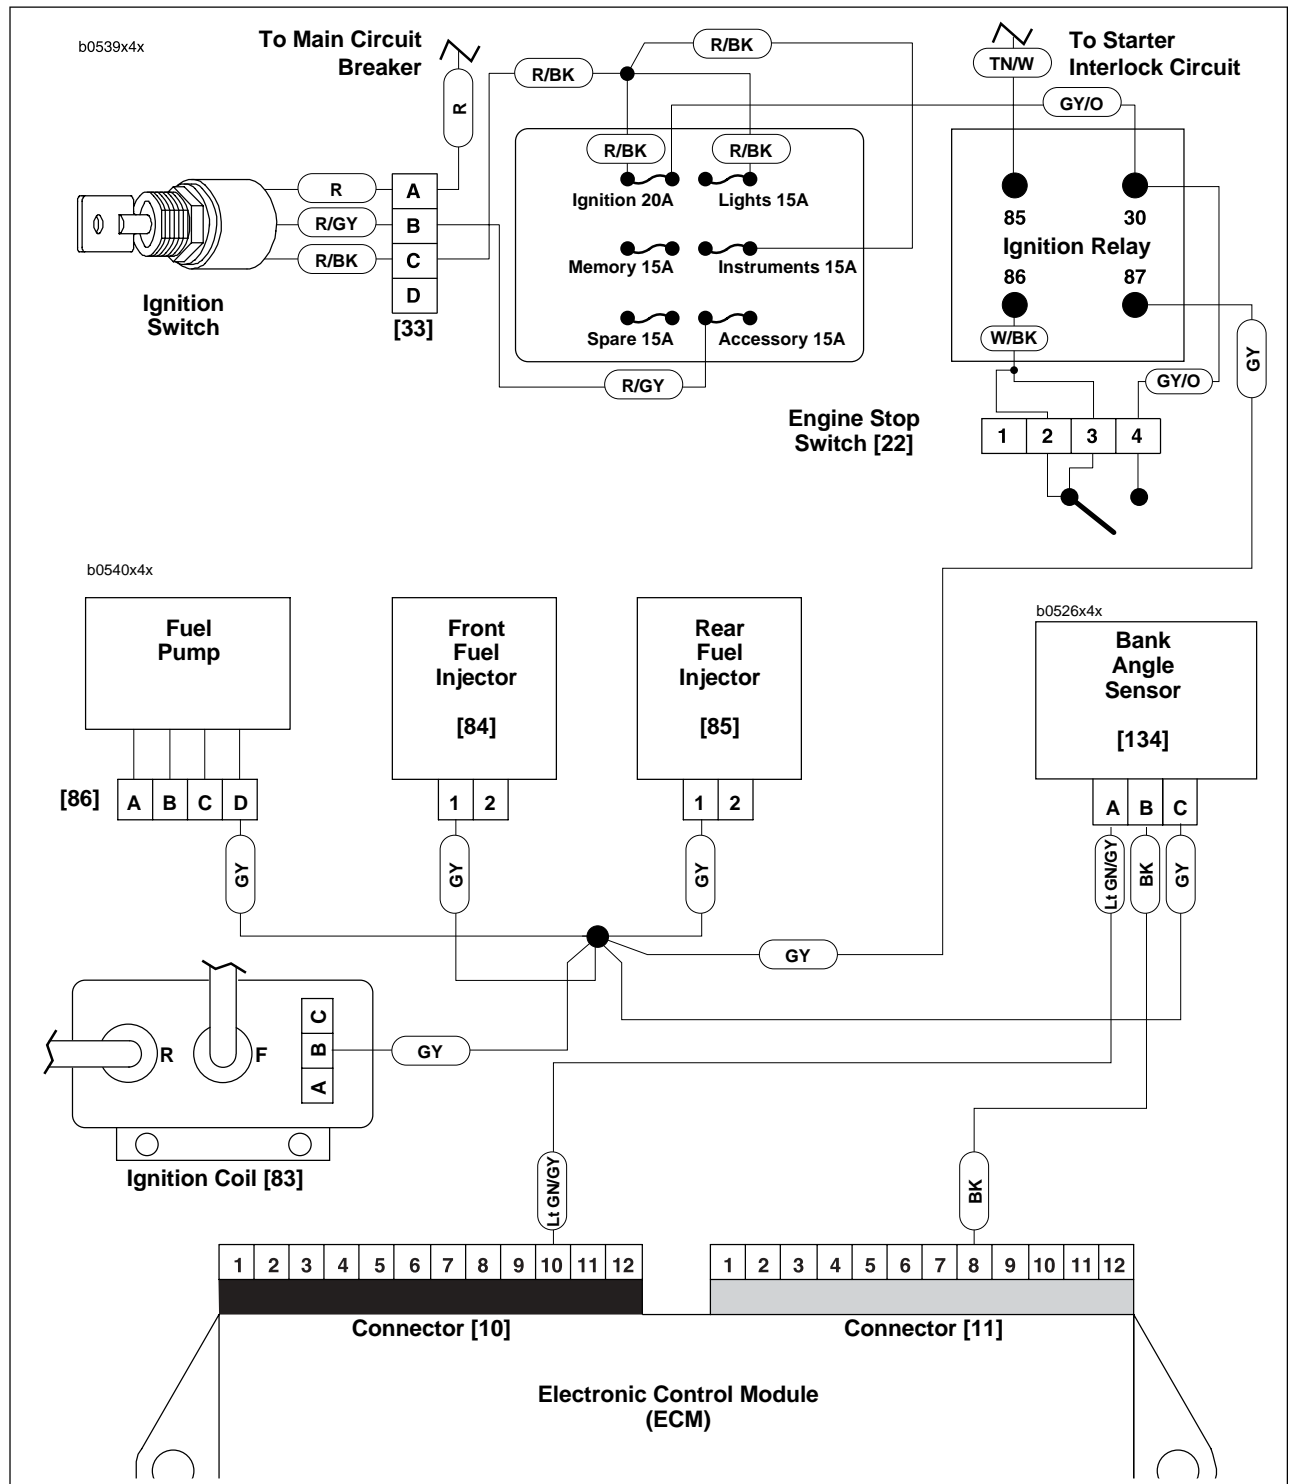 b0539x4x
To Main Circuit
Breaker
R/BK
R/BK
R
TN/W
To Starter
Interlock Circuit
GY/O
R/BK
R/BK
R
A
R/GY
B
R/BK
C
D
[33]
Ignition
Switch
Ignition 20A
Lights 15A
Memory 15A
Instruments 15A
Spare 15A
Accessory 15A
R/GY
85
30
Ignition Relay
86
87
W/BK
GY/O
GY
Engine Stop
Switch [22]
1 2 3 4
b0540x4x
Fuel
Pump
Front
Fuel
Injector
[84]
Rear
Fuel
Injector
[85]
b0526x4x
Bank
Angle
Sensor
[134]
[86]
A B C D
1 2
1 2
A B C
GY
GY
GY
Lt GN/GY
BK
GY
GY
R
F
C
B
A
GY
Ignition Coil [83]
Lt GN/GY
BK
1 2 3 4 5 6 7 8 9 10 11 12
1 2 3 4 5 6 7 8 9 10 11 12
Connector [10]
Connector [11]
Electronic Control Module
(ECM)